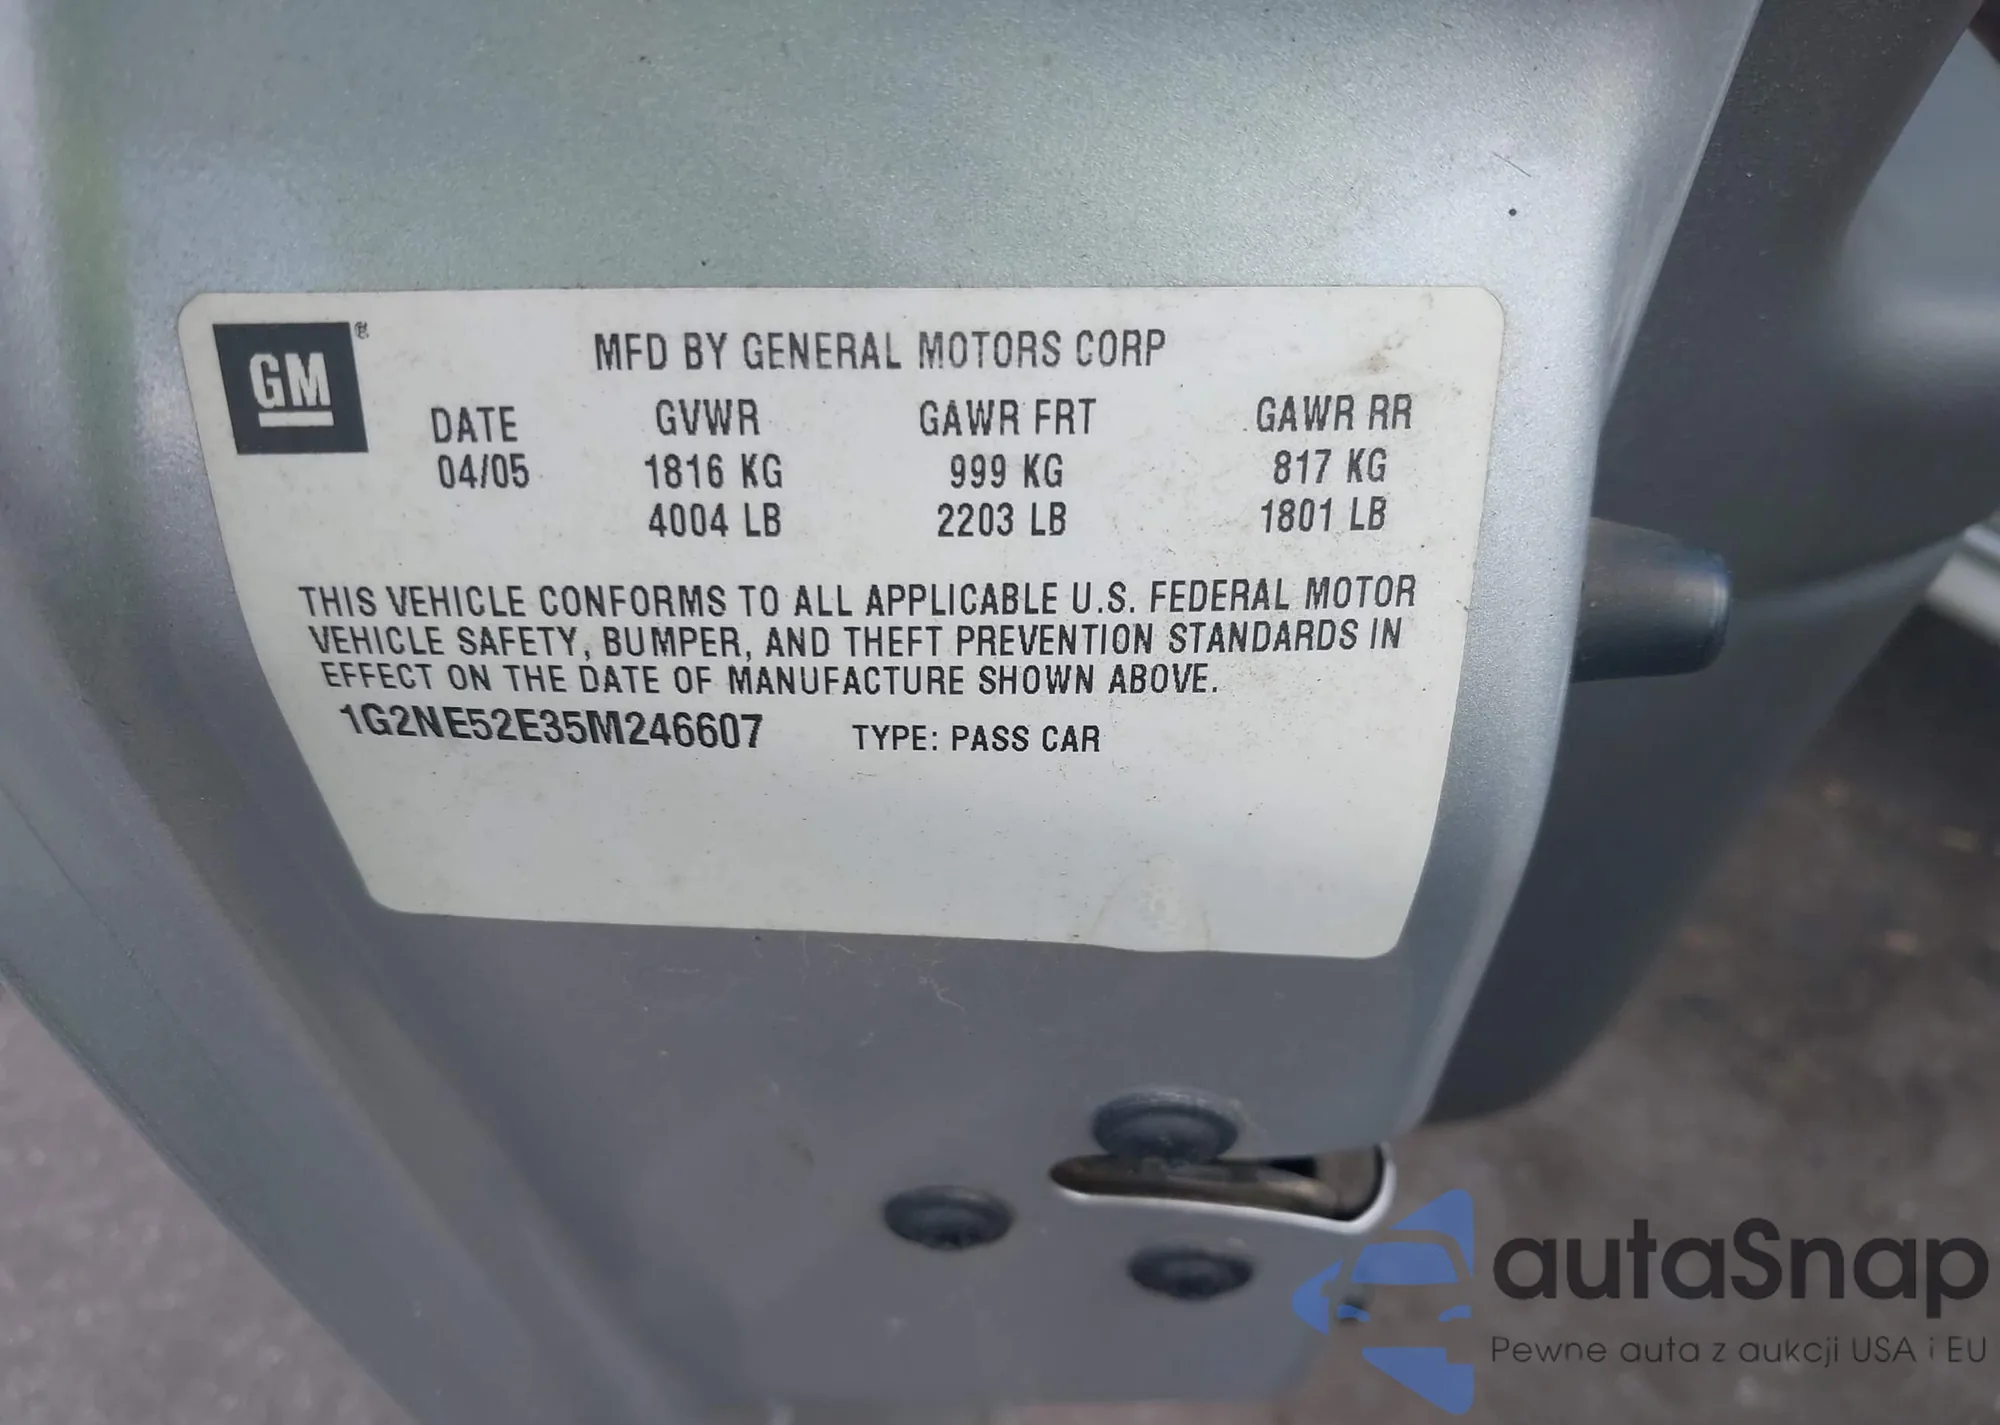 GM®
MFD BY GENERAL MOTORS CORP
DATE GVWR GAWR FRT GAWR RR
04/05 1816 KG 999 KG 817 KG
4004 LB 2203 LB 1801 LB
THIS VEHICLE CONFORMS TO ALL APPLICABLE U.S. FEDERAL MOTOR
VEHICLE SAFETY, BUMPER, AND THEFT PREVENTION STANDARDS IN
EFFECT ON THE DATE OF MANUFACTURE SHOWN ABOVE.
1G2NE52E35M246607 TYPE: PASS CAR
autaSnap
Pewne auta z aukcji USA i EU